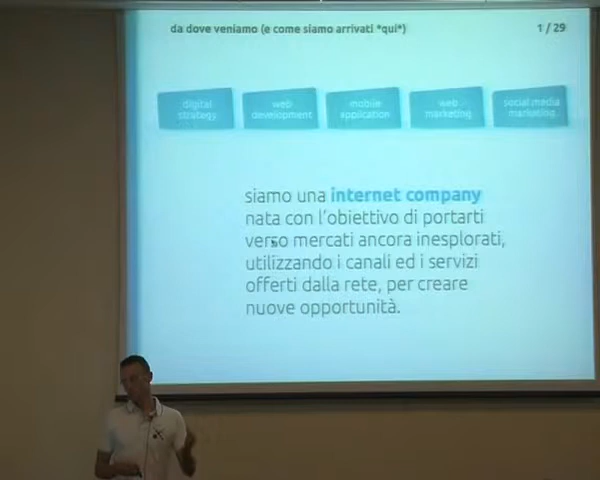 da dove veniamo (e come siamo arrivati *qui*)
1 / 29
digital
strategy
web
development
mobile
application
web
marketing
social media
marketing
siamo una internet company
nata con l'obiettivo di portarti
verso mercati ancora inesplorati,
utilizzando i canali ed i servizi
offerti dalla rete, per creare
nuove opportunità.